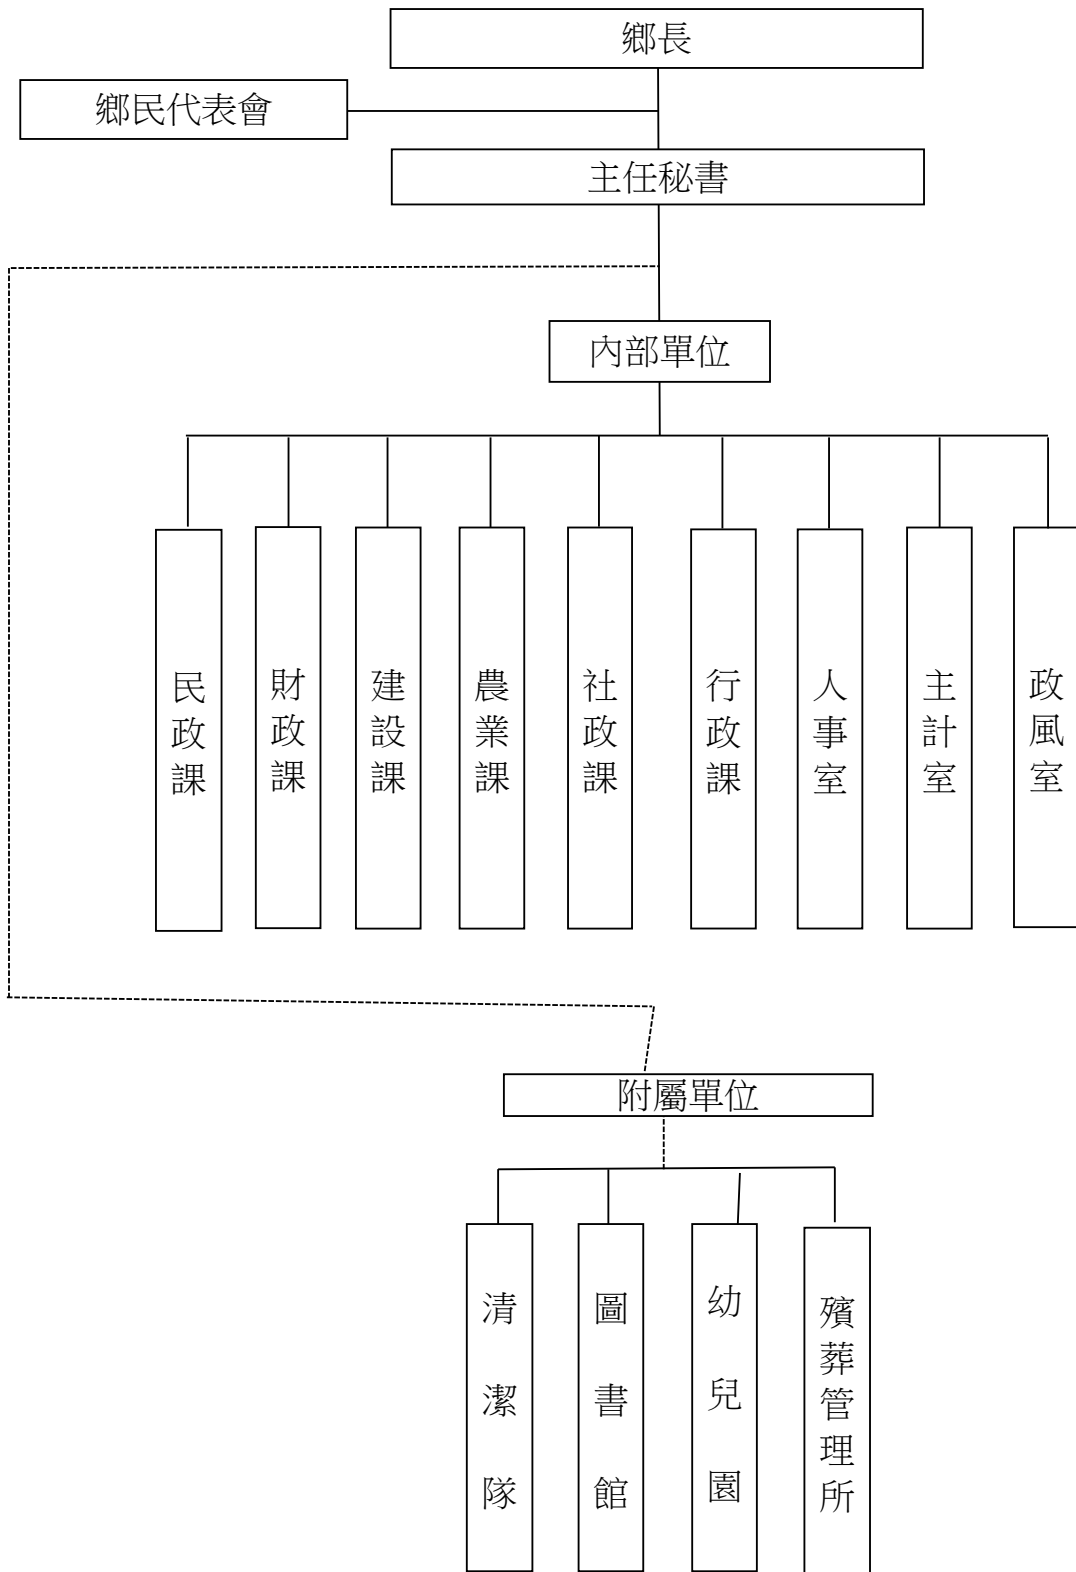 鄉長
鄉民代表會
主任秘書
內部單位
民政課
財政課
建設課
農業課
社政課
行政課
人事室
主計室
政風室
附屬單位
清潔隊
圖書館
幼兒園
殯葬管理所